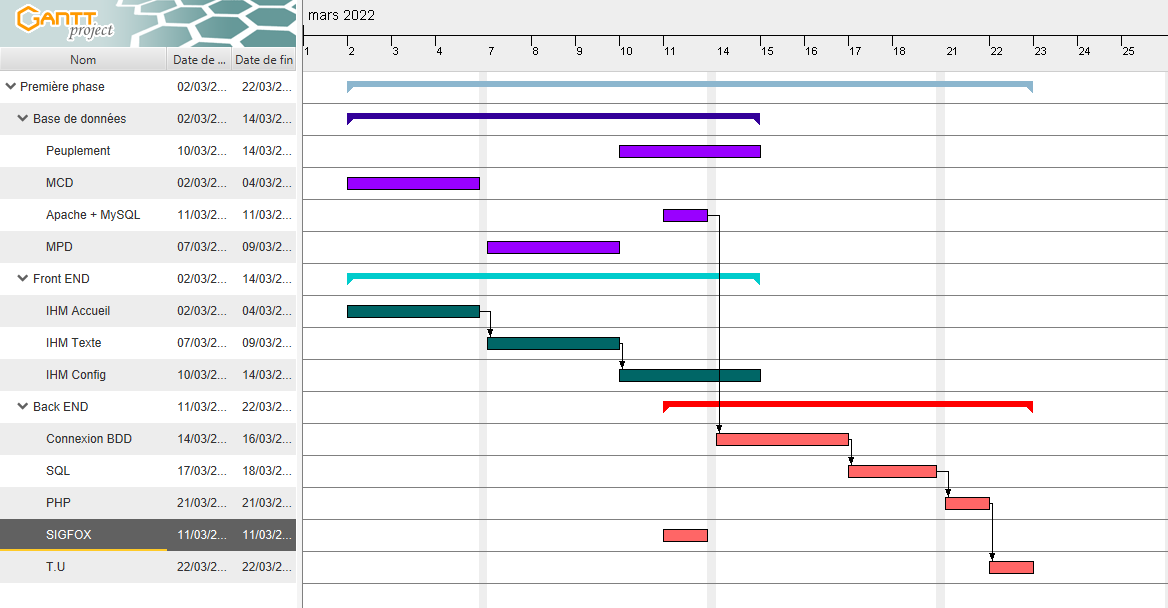 GANTT
project
mars 2022
1 2 3 4 7 8 9 10 11 14 15 16 17 18 21 22 23 24 25
Nom Date de ... Date de fin
Première phase 02/03/2... 22/03/2...
Base de données 02/03/2... 14/03/2...
Peuplement 10/03/2... 14/03/2...
MCD 02/03/2... 04/03/2...
Apache + MySQL 11/03/2... 11/03/2...
MPD 07/03/2... 09/03/2...
Front END 02/03/2... 14/03/2...
IHM Accueil 02/03/2... 04/03/2...
IHM Texte 07/03/2... 09/03/2...
IHM Config 10/03/2... 14/03/2...
Back END 11/03/2... 22/03/2...
Connexion BDD 14/03/2... 16/03/2...
SQL 17/03/2... 18/03/2...
PHP 21/03/2... 21/03/2...
SIGFOX 11/03/2... 11/03/2...
T.U 22/03/2... 22/03/2...